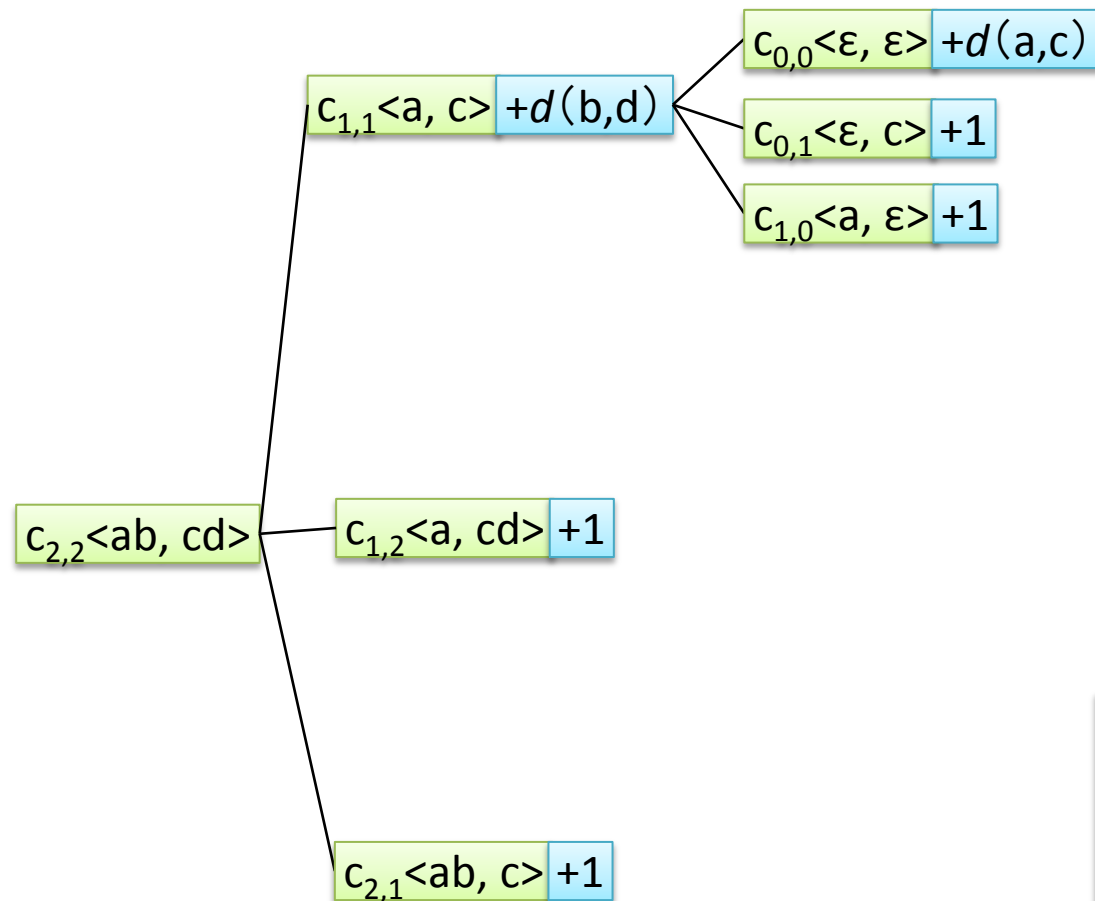 c0,0<ε, ε> +d(a,c)
c1,1<a, c> +d(b,d)
c0,1<ε, c> +1
c1,0<a, ε> +1
c2,2<ab, cd>
c1,2<a, cd> +1
c2,1<ab, c> +1